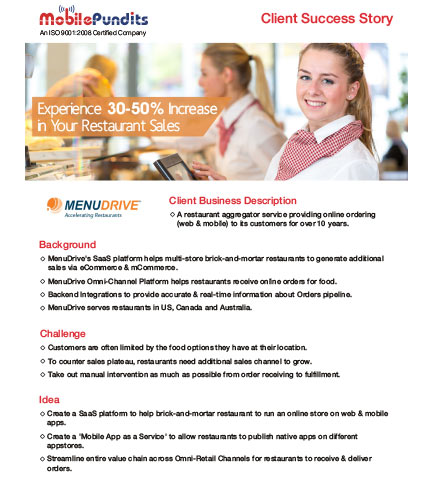 MobilePundits
An ISO 9001:2008 Certified Company
Client Success Story
Experience 30-50% Increase
in Your Restaurant Sales
MENUDRIVE
Accelerating Restaurants
Client Business Description
◇ A restaurant aggregator service providing online ordering
(web & mobile) to its customers for over 10 years.
Background
◇ MenuDrive's SaaS platform helps multi-store brick-and-mortar restaurants to generate additional
sales via eCommerce & mCommerce.
◇ MenuDrive Omni-Channel Platform helps restaurants receive online orders for food.
◇ Backend integrations to provide accurate & real-time information about Orders pipeline.
◇ MenuDrive serves restaurants in US, Canada and Australia.
Challenge
◇ Customers are often limited by the food options they have at their location.
◇ To counter sales plateau, restaurants need additional sales channel to grow.
◇ Take out manual intervention as much as possible from order receiving to fulfillment.
Idea
◇ Create a SaaS platform to help brick-and-mortar restaurant to run an online store on web & mobile
apps.
◇ Create a 'Mobile App as a Service' to allow restaurants to publish native apps on different
appstores.
◇ Streamline entire value chain across Omni-Retail Channels for restaurants to receive & deliver
orders.